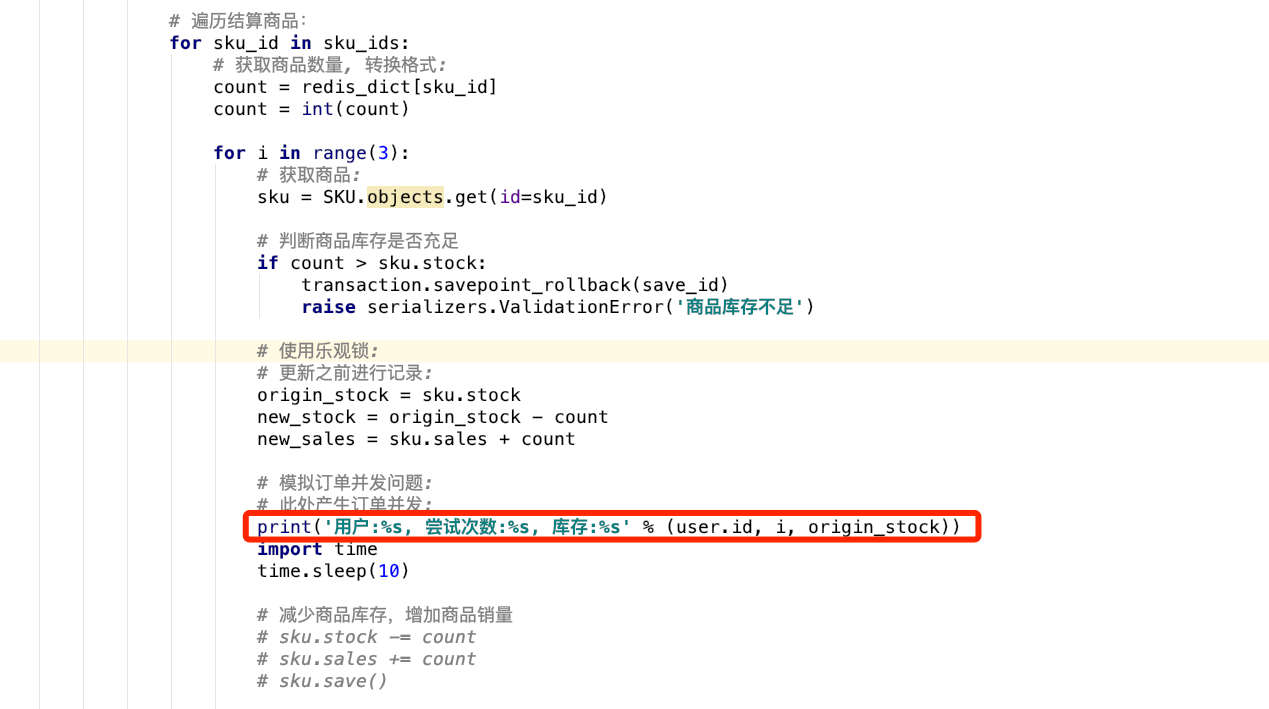 # 遍历结算商品:
for sku_id in sku_ids:
# 获取商品数量, 转换格式:
count = redis_dict[sku_id]
count = int(count)
for i in range(3):
# 获取商品:
sku = SKU.objects.get(id=sku_id)
# 判断商品库存是否充足
if count > sku.stock:
transaction.savepoint_rollback(save_id)
raise serializers.ValidationError('商品库存不足')
# 使用乐观锁:
# 更新之前进行记录:
origin_stock = sku.stock
new_stock = origin_stock - count
new_sales = sku.sales + count
# 模拟订单并发问题:
# 此处产生订单并发:
print('用户:%s, 尝试次数:%s, 库存:%s' % (user.id, i, origin_stock))
import time
time.sleep(10)
# 减少商品库存，增加商品销量
# sku.stock -= count
# sku.sales += count
# sku.save()